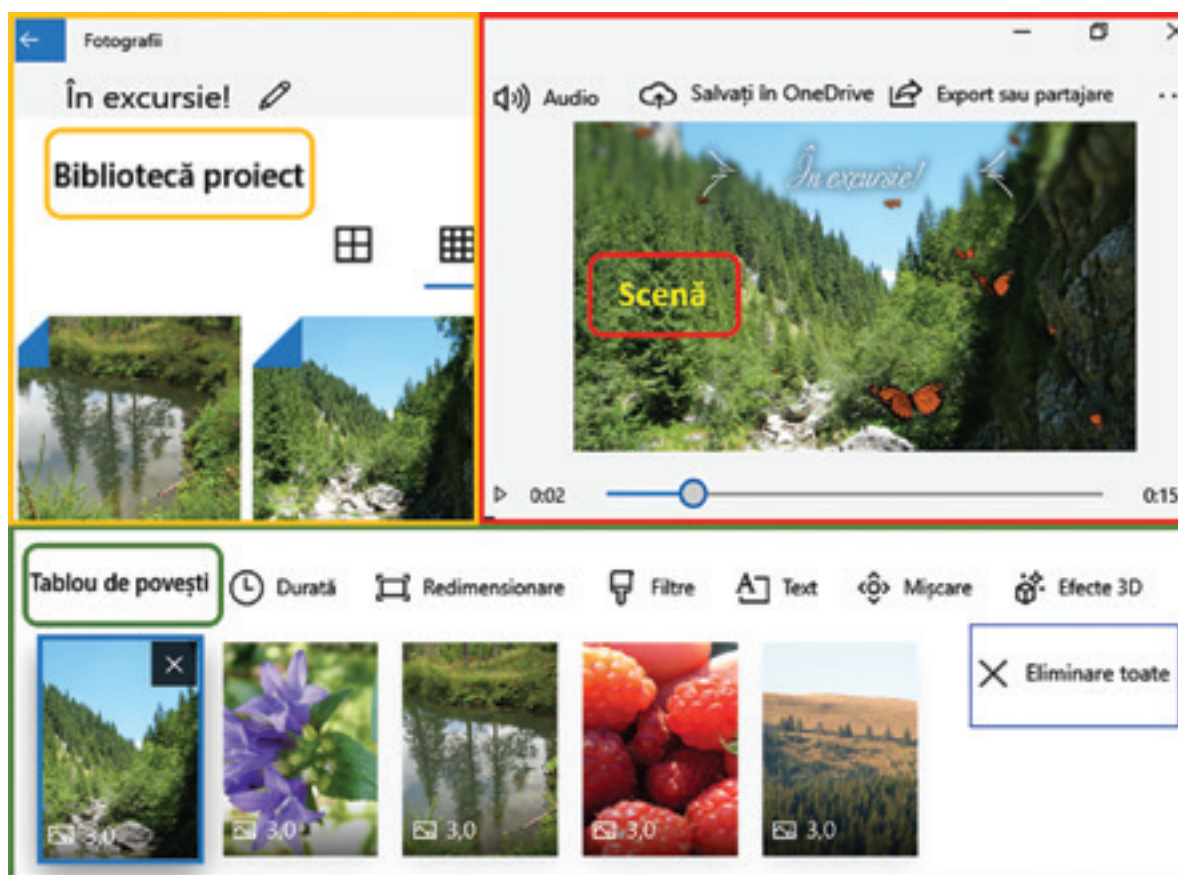 Fotografii
În excursie!
Bibliotecă proiect
Audio
Salvați în OneDrive
Export sau partajare
În excursie!
Scenă
0:02
0:15
Tablou de povești
Durată
Redimensionare
Filtre
Text
Mișcare
Efecte 3D
Eliminare toate
3,0
3,0
3,0
3,0
3,0